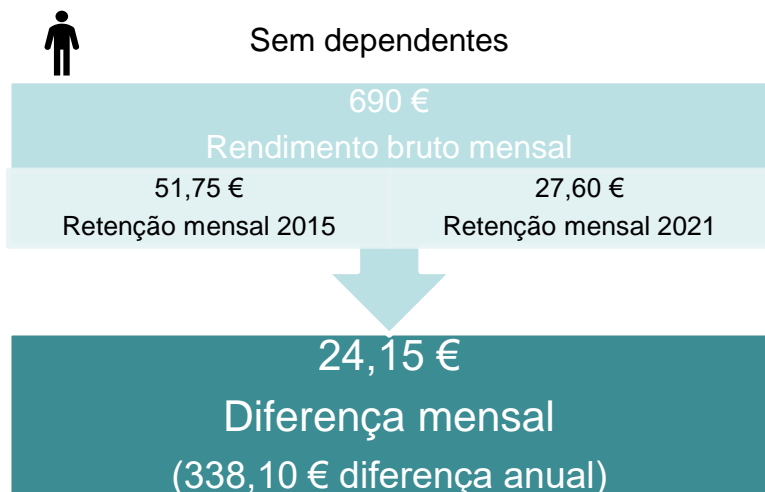 Sem dependentes
690 €
Rendimento bruto mensal
51,75 €
Retenção mensal 2015
27,60 €
Retenção mensal 2021
24,15 €
Diferença mensal
(338,10 € diferença anual)